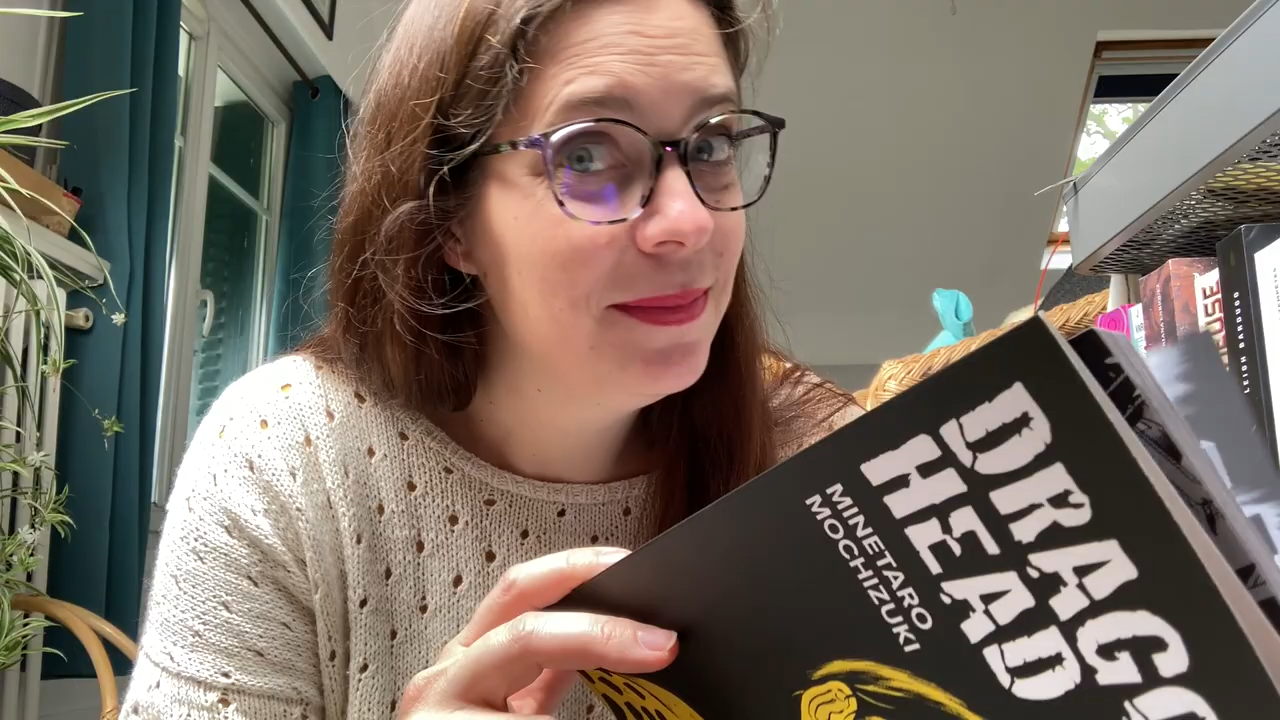 DRAGO
HEAD
MINETARO
MOCHIZUKI
LEIGH BARDUGO